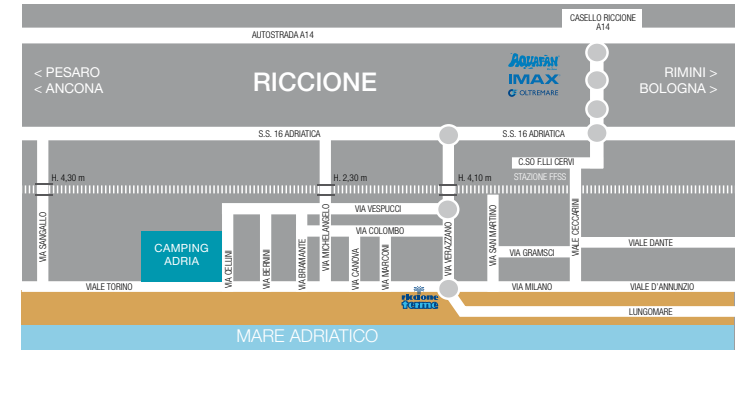 CASELLO RICCIONE
A14
AUTOSTRADA A14
< PESARO
< ANCONA
RICCIONE
AQUAFAN
IMAX
OLTREMARE
RIMINI >
BOLOGNA >
S.S. 16 ADRIATICA
S.S. 16 ADRIATICA
C.SO F.LLI CERVI
STAZIONE FFSS
H. 4,30 m
H. 2,30 m
H. 4,10 m
VIA SANGALLO
CAMPING
ADRIA
VIA CELLINI
VIA BERNINI
VIA BRAMANTE
VIA MICHELANGELO
VIA VESPUCCI
VIA COLOMBO
VIA CANOVA
VIA MARCONI
VIA VERAZZANO
VIA SAN MARTINO
VIA GRAMSCI
VIALE CECCARINI
VIALE DANTE
VIALE TORINO
VIA MILANO
VIALE D'ANNUNZIO
riccione
terme
LUNGOMARE
MARE ADRIATICO